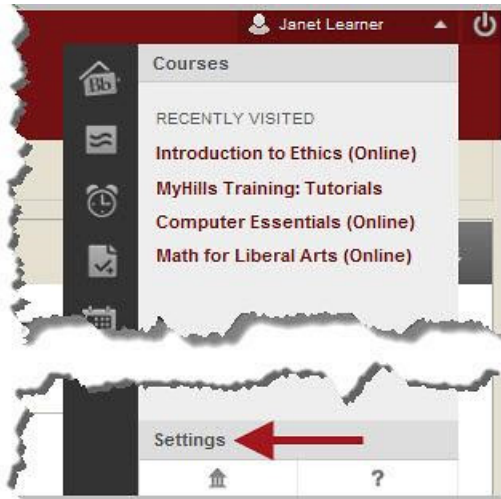 Janet Learner
Courses
Bb
RECENTLY VISITED
Introduction to Ethics (Online)
MyHills Training: Tutorials
Computer Essentials (Online)
Math for Liberal Arts (Online)
Settings
?